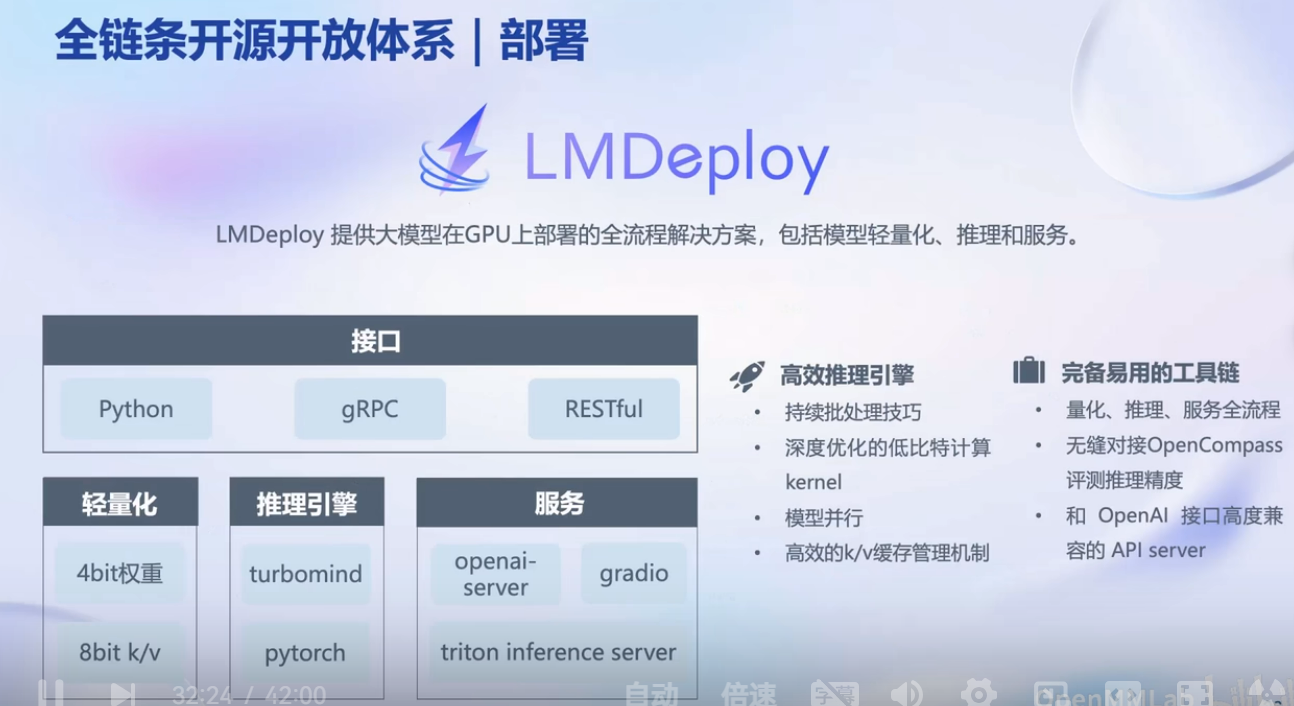 全链条开源开放体系 | 部署
LMDeploy
LMDeploy 提供大模型在GPU上部署的全流程解决方案，包括模型轻量化、推理和服务。
接口
Python
gRPC
RESTful
轻量化
4bit权重
8bit k/v
推理引擎
turbomind
pytorch
服务
openai-
server
gradio
triton inference server
高效推理引擎
• 持续批处理技巧
• 深度优化的低比特计算
kernel
• 模型并行
• 高效的k/v缓存管理机制
完备易用的工具链
• 量化、推理、服务全流程
• 无缝对接OpenCompass
评测推理精度
• 和 OpenAI 接口高度兼
容的 API server
32:24 / 42:00
自动
倍速
字幕
OpenMMLab